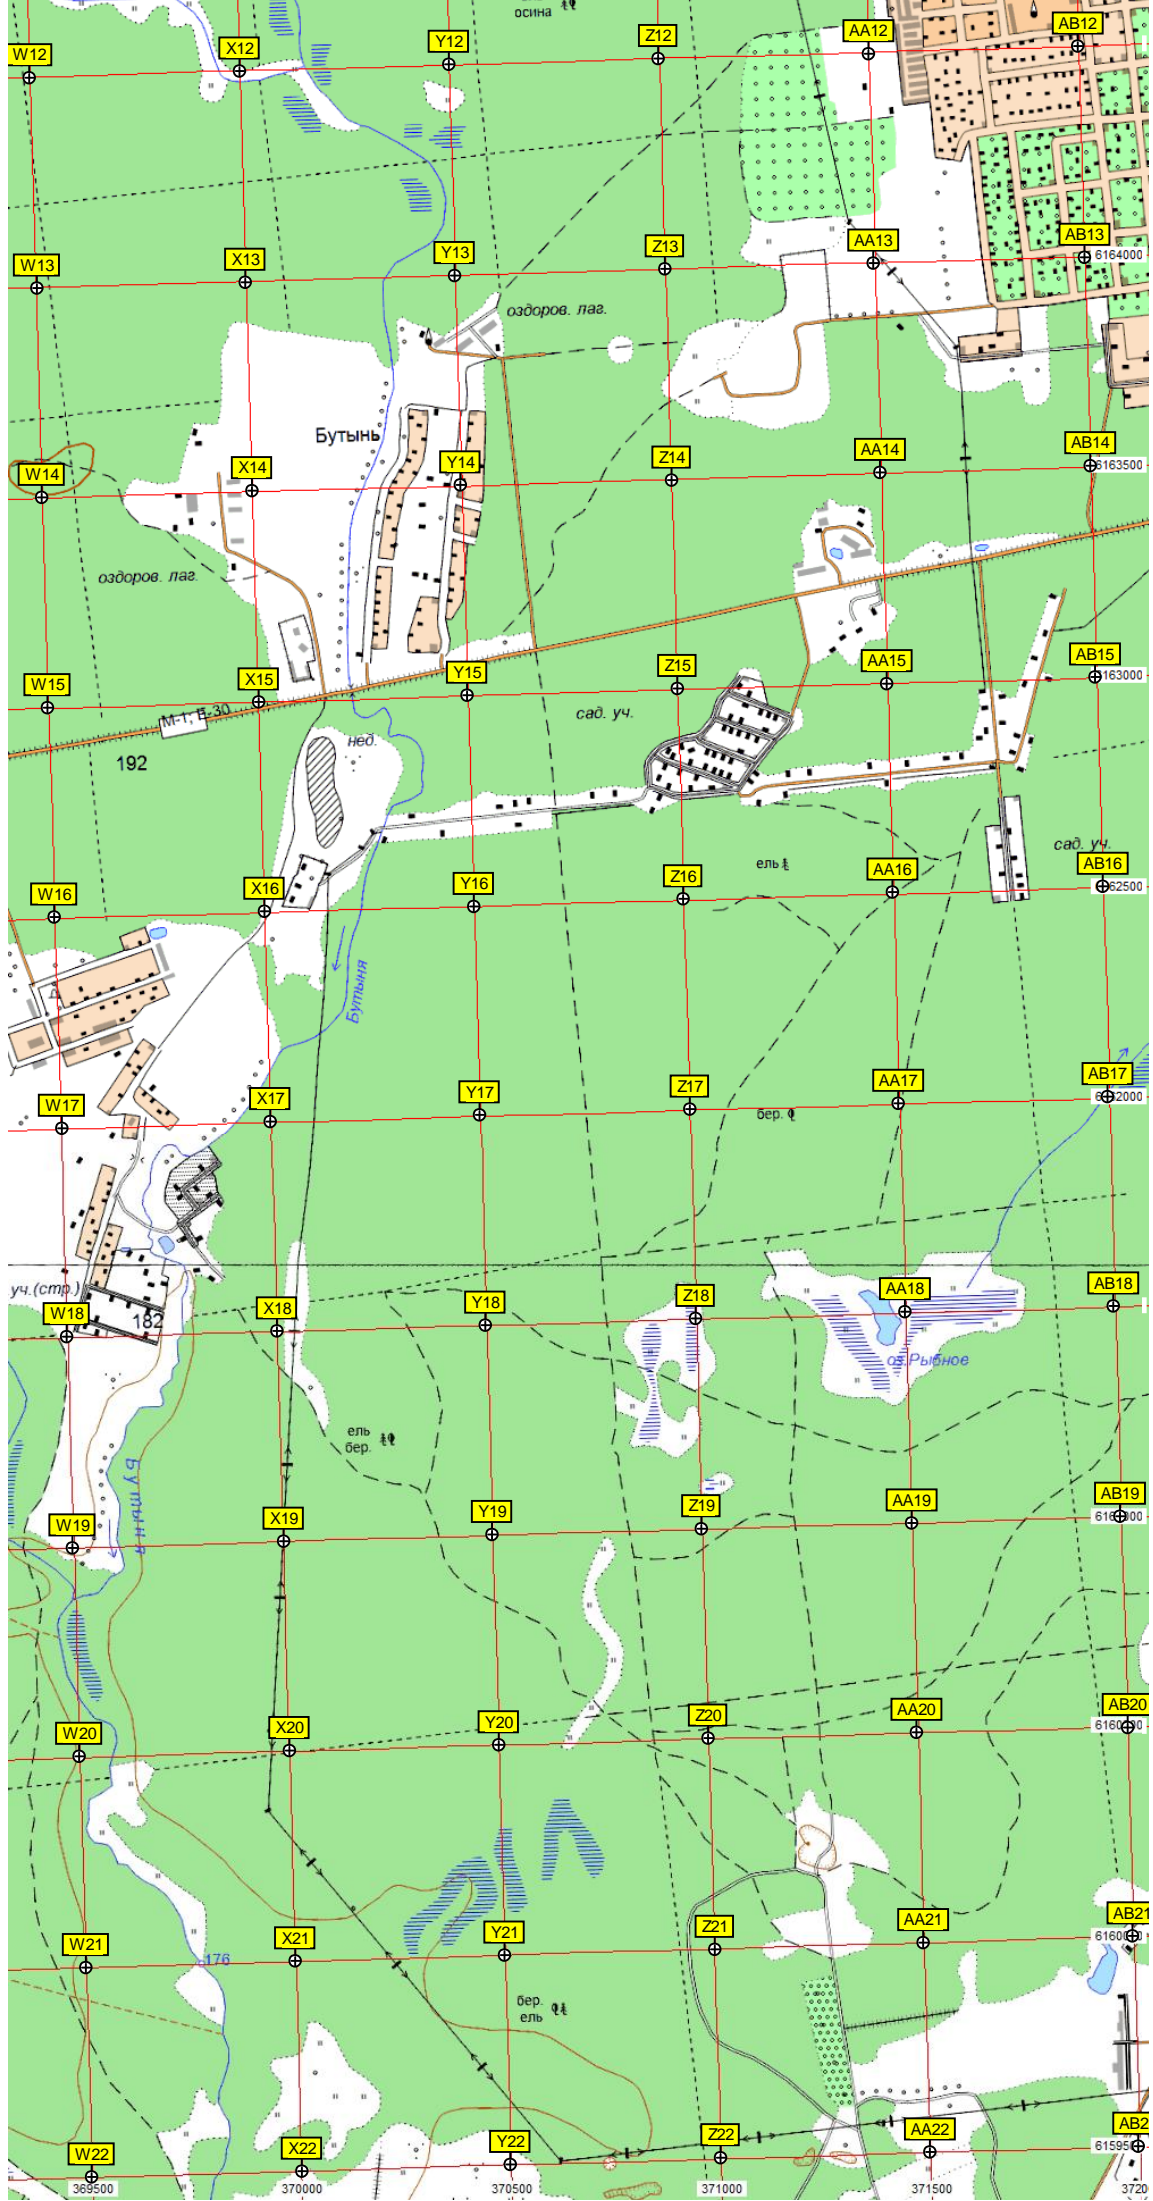 осина
W12
X12
Y12
Z12
AA12
AB12
W13
X13
Y13
Z13
AA13
AB13
6164000
оздоров. лаг.
Бутынь
W14
X14
Y14
Z14
AA14
AB14
6163500
оздоров. лаг.
W15
X15
Y15
Z15
AA15
AB15
163000
М-1, Е-30
сад. уч.
нед.
192
ель
сад. уч.
W16
X16
Y16
Z16
AA16
AB16
62500
Бутыня
W17
X17
Y17
Z17
AA17
AB17
бер.
уч.(стр.)
182
W18
X18
Y18
Z18
AA18
AB18
оз.Рыбное
ель
бер.
Бутыня
W19
X19
Y19
Z19
AA19
AB19
W20
X20
Y20
Z20
AA20
AB20
W21
X21
Y21
Z21
AA21
AB21
176
бер.
ель
W22
X22
Y22
Z22
AA22
AB2
369500
370000
370500
371000
371500
3720